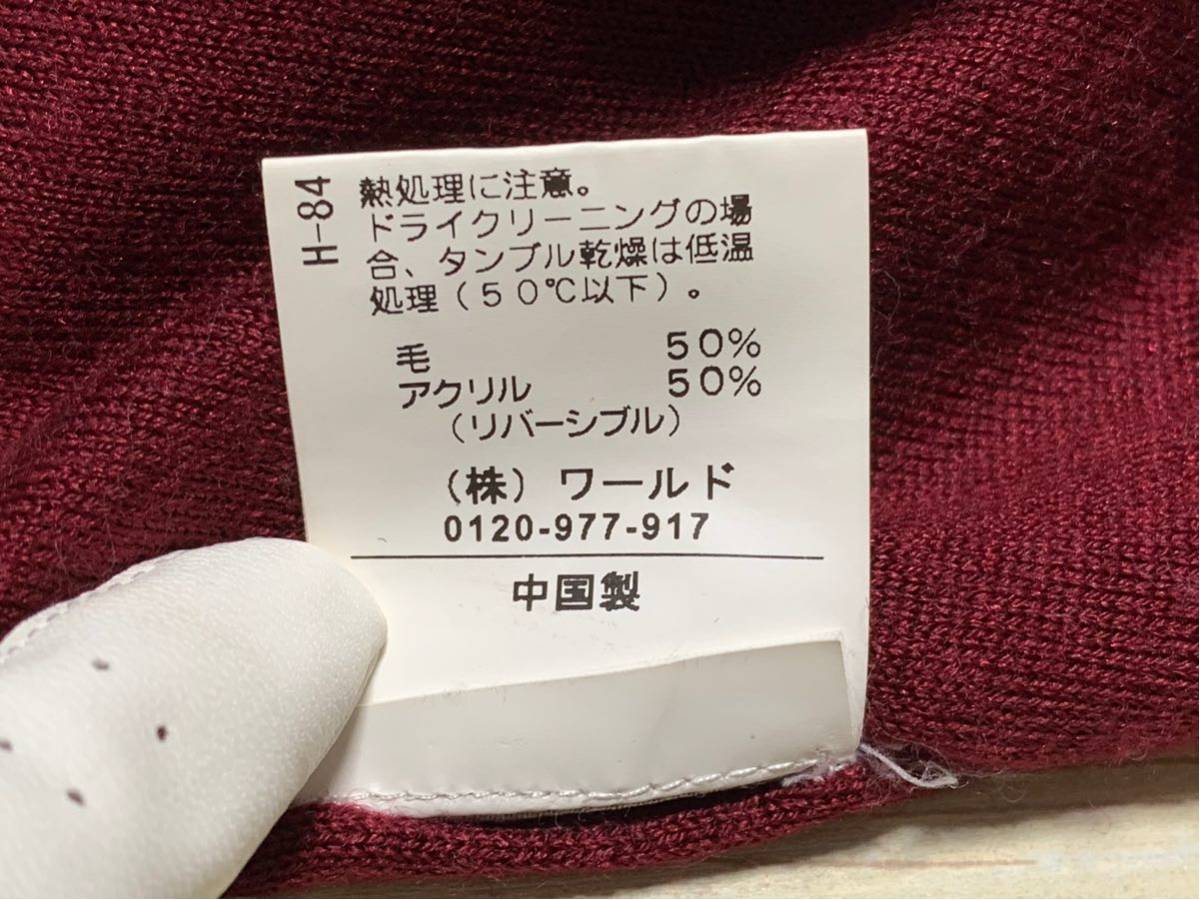 H-84
熱処理に注意。
ドライクリーニングの場
合、タンブル乾燥は低温
処理（５０℃以下）。
毛 ５０％
アクリル ５０％
（リバーシブル）
（株）ワールド
0120-977-917
中国製